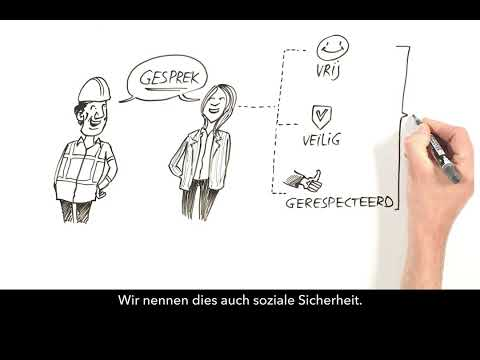 GESPREK
VRIJ
VEILIG
GERESPECTEERD
Wir nennen dies auch soziale Sicherheit.